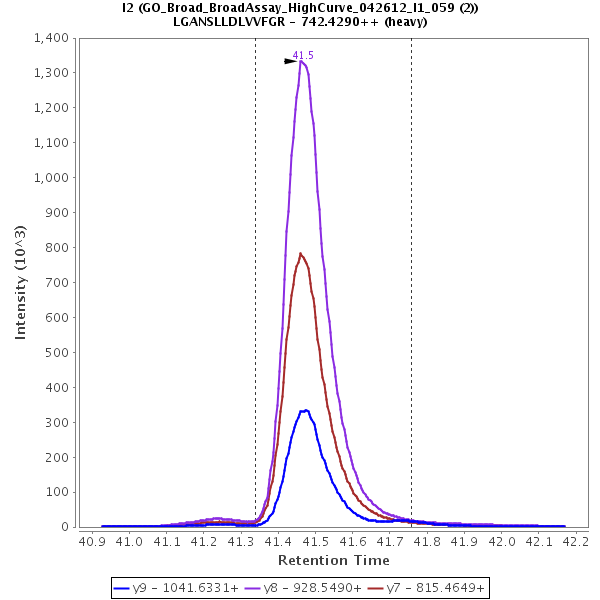 I2 (GO_Broad_BroadAssay_HighCurve_042612_I1_059 (2))
LGANSLLDLVVFGR - 742.4290++ (heavy)
41.5
1,400
1,300
1,200
1,100
1,000
900
800
700
600
500
400
300
200
100
0
Intensity (10^3)
40.9 41.0 41.1 41.2 41.3 41.4 41.5 41.6 41.7 41.8 41.9 42.0 42.1 42.2
Retention Time
y9 - 1041.6331+ y8 - 928.5490+ y7 - 815.4649+